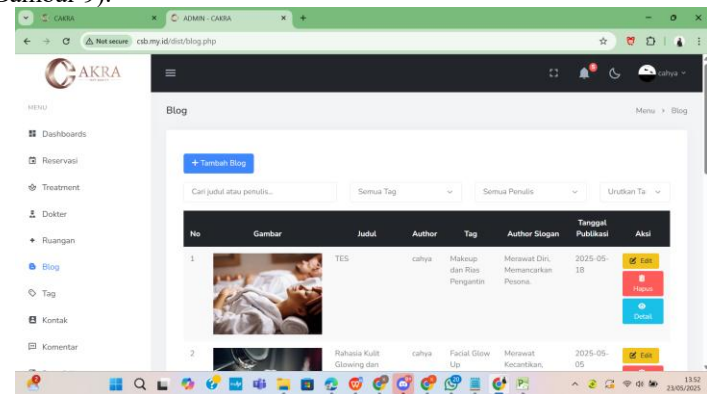 Gambar 9).
CAKRA
ADMIN - CAKRA
Not secure
csb.my.id/dist/blog.php
CAKRA
cahya
MENU
Dashboards
Reservasi
Treatment
Dokter
Ruangan
Blog
Tag
Kontak
Komentar
Blog
Menu > Blog
+ Tambah Blog
Cari judul atau penulis...
Semua Tag
Semua Penulis
Urutkan Ta
No Gambar Judul Author Tag Author Slogan Tanggal Publikasi Aksi
1 TES cahya Makeup dan Rias Pengantin Merawat Diri, Memancarkan Pesona. 2025-05-18
Edit
Hapus
Detail
2 Rahasia Kulit Glowing dan cahya Facial Glow Up Merawat Kecantikan, 2025-05-05
Edit
13.52
23/05/2025